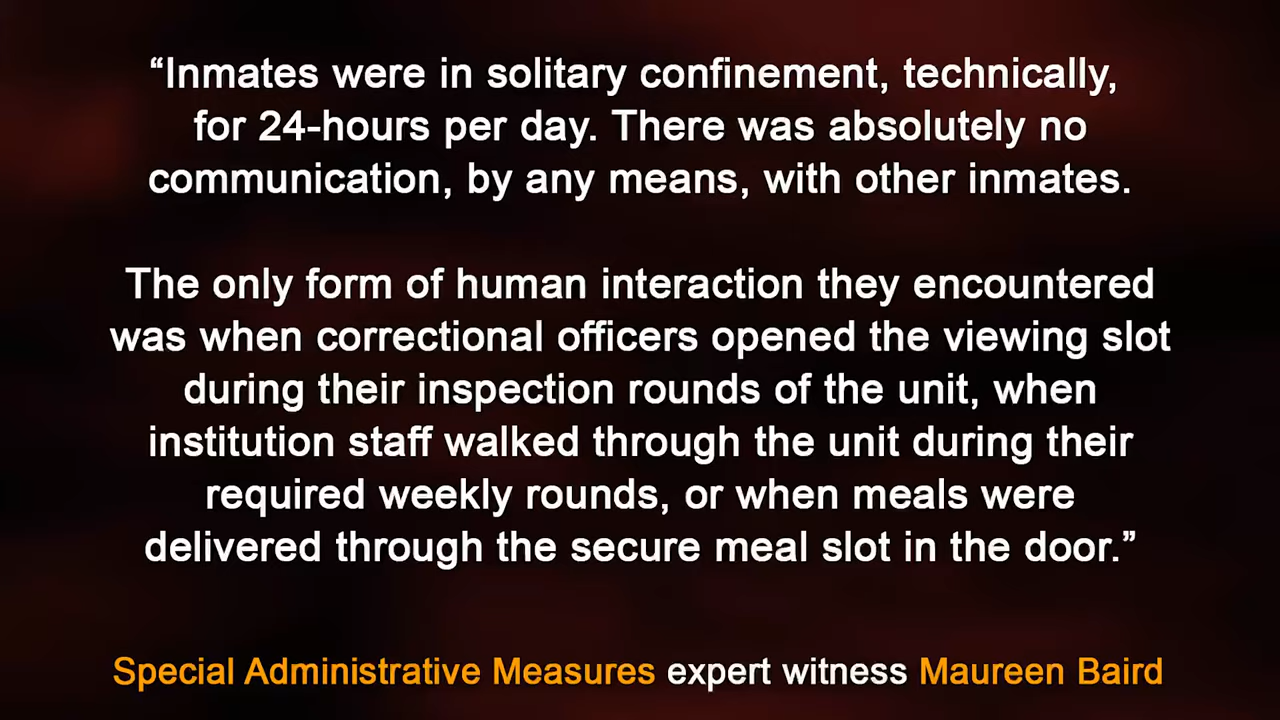 “Inmates were in solitary confinement, technically,
for 24-hours per day. There was absolutely no
communication, by any means, with other inmates.
The only form of human interaction they encountered
was when correctional officers opened the viewing slot
during their inspection rounds of the unit, when
institution staff walked through the unit during their
required weekly rounds, or when meals were
delivered through the secure meal slot in the door.”
Special Administrative Measures expert witness Maureen Baird